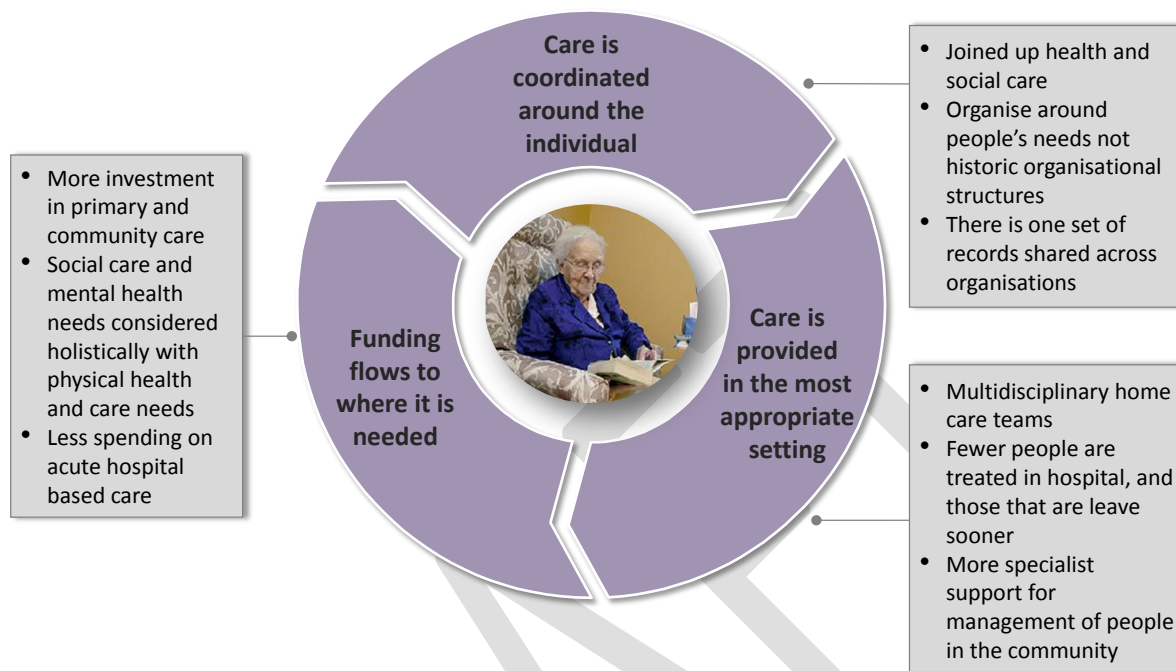 Care is
coordinated
around the
individual
• Joined up health and
social care
• Organise around
people’s needs not
historic organisational
structures
• There is one set of
records shared across
organisations
Care is
provided
in the most
appropriate
setting
• Multidisciplinary home
care teams
• Fewer people are
treated in hospital, and
those that are leave
sooner
• More specialist
support for
management of people
in the community
Funding
flows to
where it is
needed
• More investment
in primary and
community care
• Social care and
mental health
needs considered
holistically with
physical health
and care needs
• Less spending on
acute hospital
based care